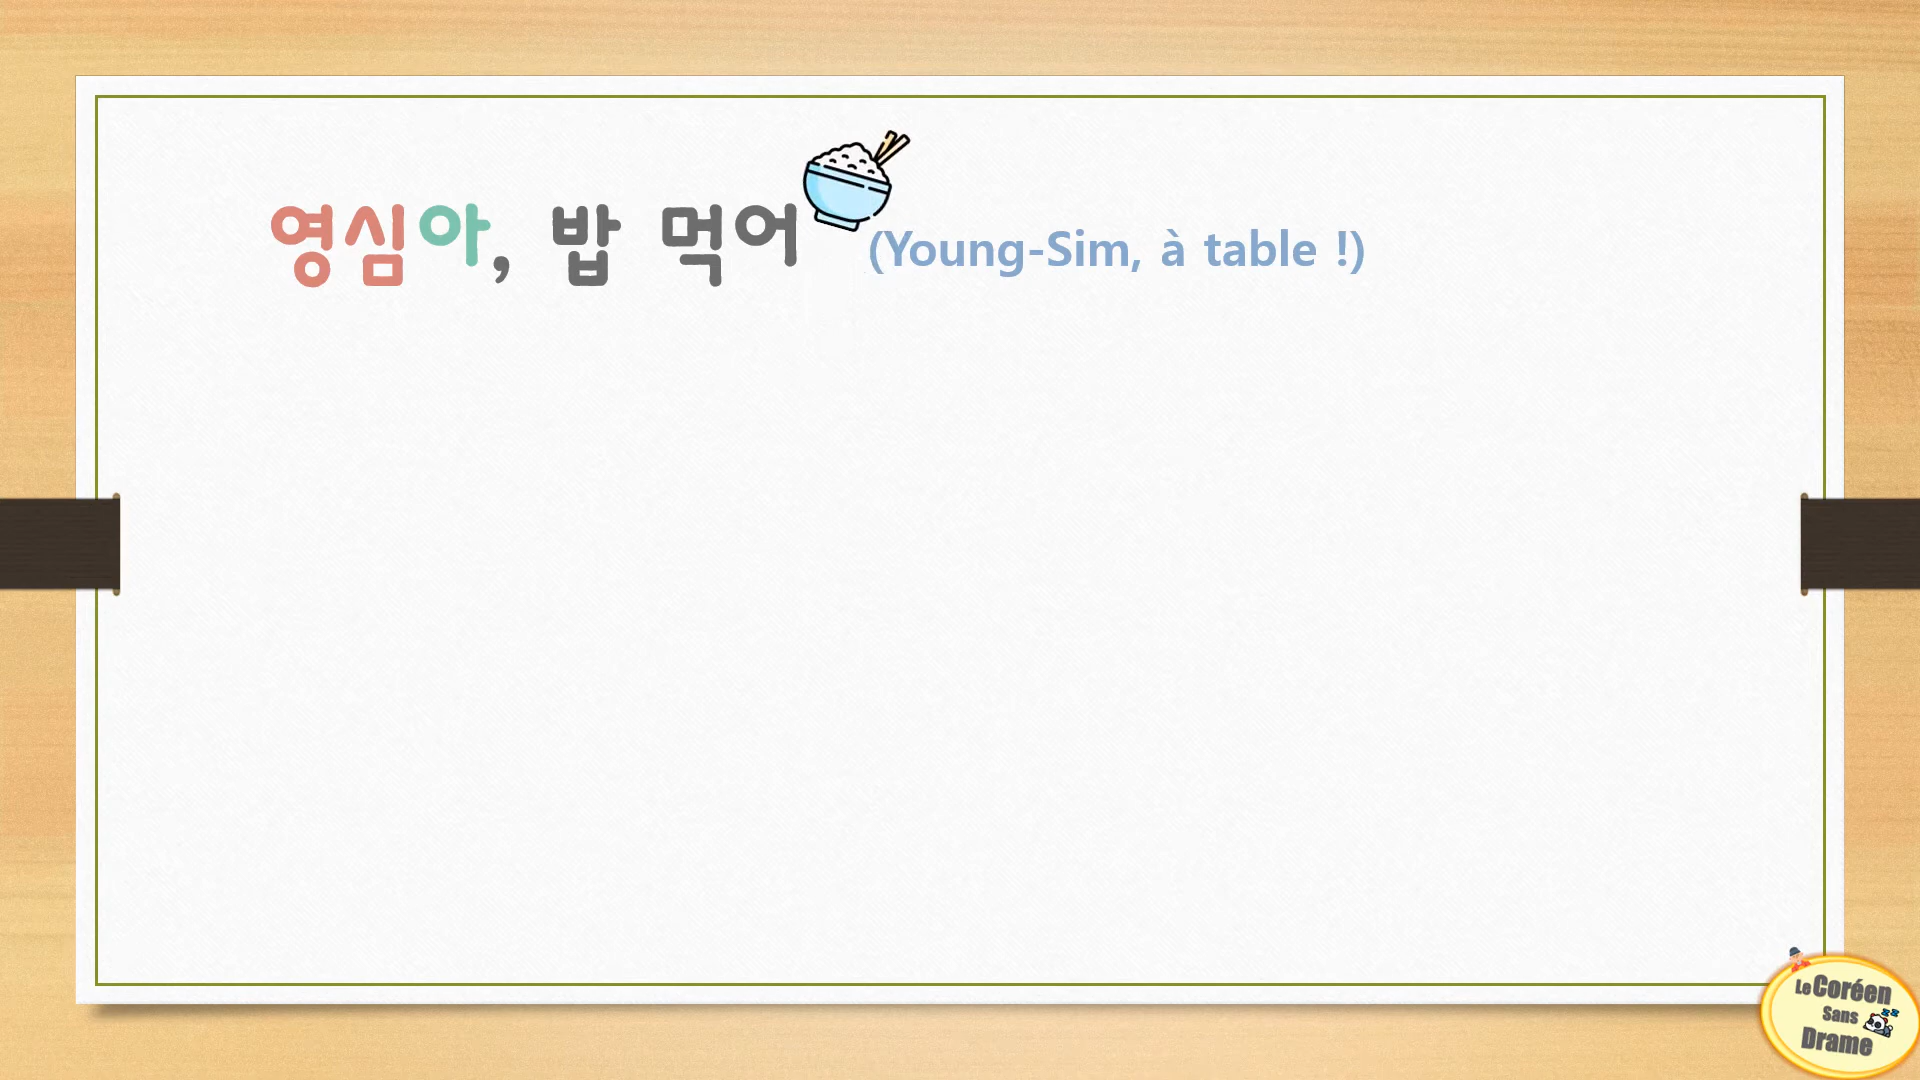 영심아, 밥 먹어 (Young-Sim, à table !)
Le Coréen
Sans
Drame